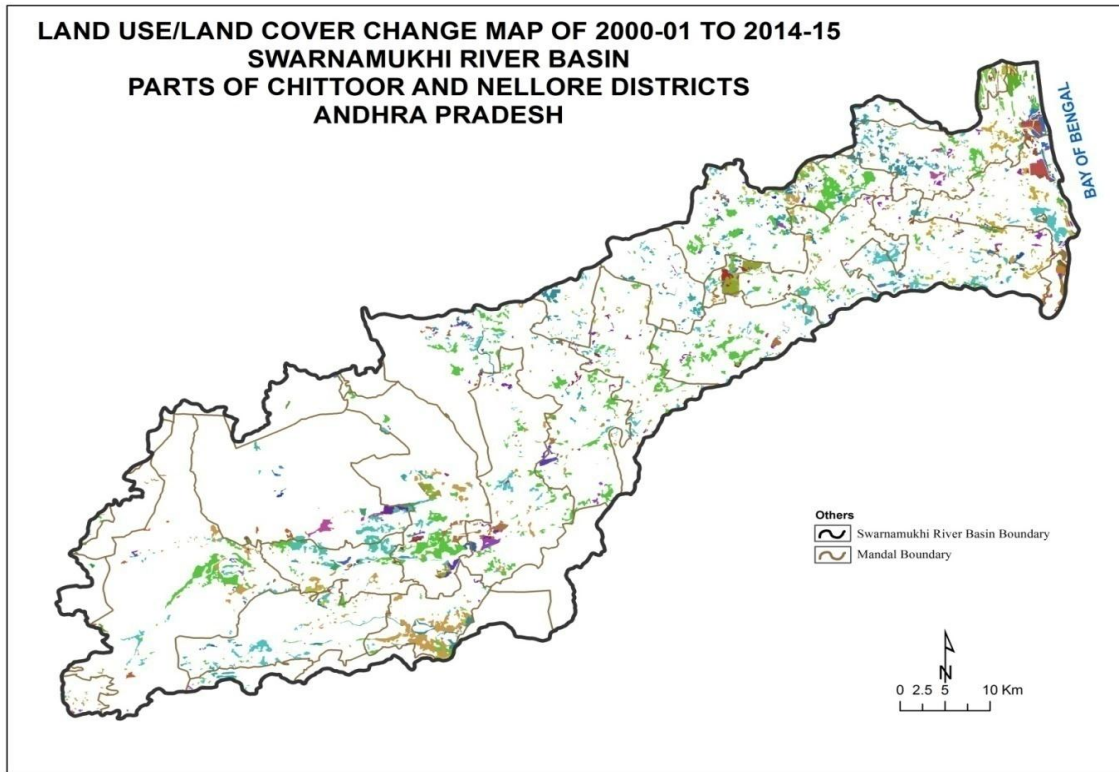 LAND USE/LAND COVER CHANGE MAP OF 2000-01 TO 2014-15
SWARNAMUKHI RIVER BASIN
PARTS OF CHITTOOR AND NELLORE DISTRICTS
ANDHRA PRADESH
BAY OF BENGAL
Others
Swarnamukhi River Basin Boundary
Mandal Boundary
N
0 2.5 5 10 Km